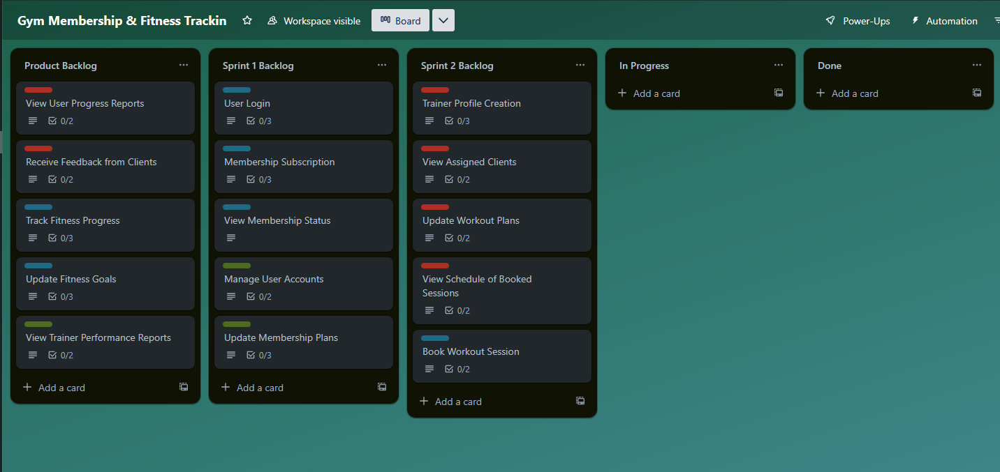 Gym Membership & Fitness Trackin
Workspace visible
Board
Power-Ups
Automation
Product Backlog
View User Progress Reports
0/2
Receive Feedback from Clients
0/2
Track Fitness Progress
0/3
Update Fitness Goals
0/3
View Trainer Performance Reports
0/2
Add a card
Sprint 1 Backlog
User Login
0/3
Membership Subscription
0/3
View Membership Status
Manage User Accounts
0/2
Update Membership Plans
0/3
Add a card
Sprint 2 Backlog
Trainer Profile Creation
0/3
View Assigned Clients
0/2
Update Workout Plans
0/2
View Schedule of Booked
Sessions
0/2
Book Workout Session
0/2
Add a card
In Progress
Add a card
Done
Add a card